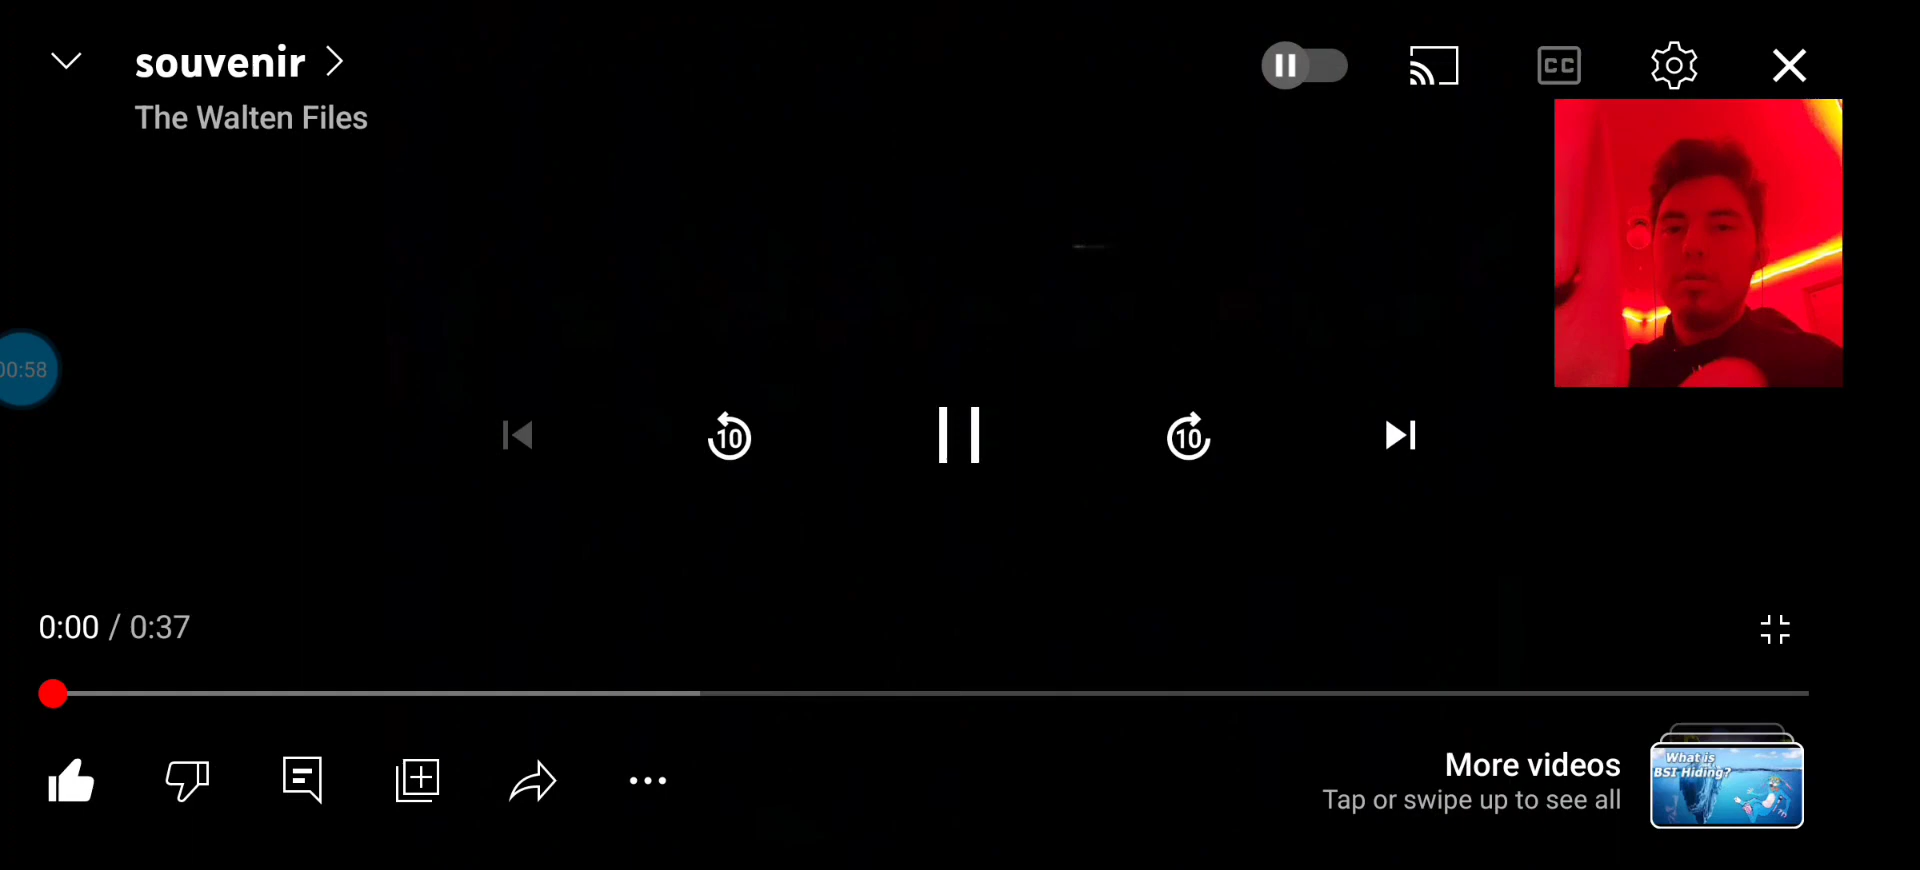 souvenir
The Walten Files
CC
00:58
10
10
0:00 / 0:37
More videos
Tap or swipe up to see all
What is
BSI Hiding?